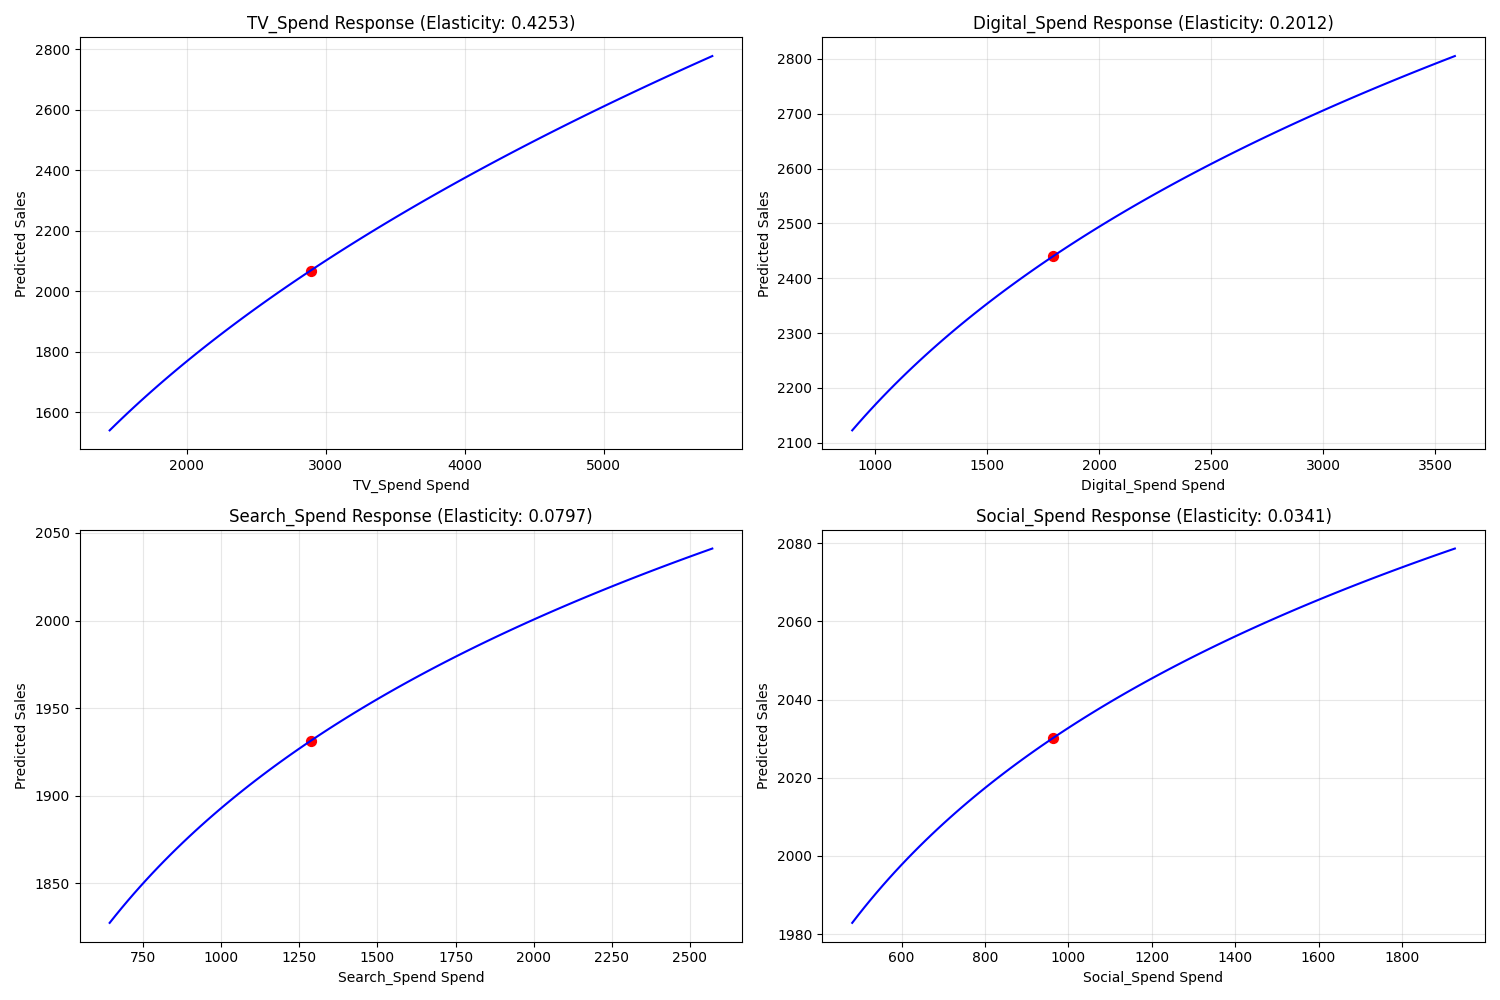 TV_Spend Response (Elasticity: 0.4253)
2800
2600
2400
2200
2000
1800
1600
Predicted Sales
2000 3000 4000 5000
TV_Spend Spend
Digital_Spend Response (Elasticity: 0.2012)
2800
2700
2600
2500
2400
2300
2200
2100
Predicted Sales
1000 1500 2000 2500 3000 3500
Digital_Spend Spend
Search_Spend Response (Elasticity: 0.0797)
2050
2000
1950
1900
1850
Predicted Sales
750 1000 1250 1500 1750 2000 2250 2500
Search_Spend Spend
Social_Spend Response (Elasticity: 0.0341)
2080
2060
2040
2020
2000
1980
Predicted Sales
600 800 1000 1200 1400 1600 1800
Social_Spend Spend